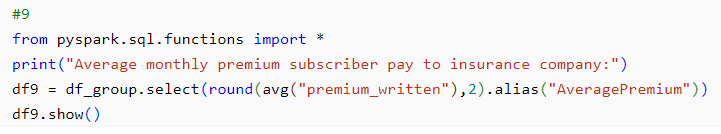 #9
from pyspark.sql.functions import *
print("Average monthly premium subscriber pay to insurance company:")
df9 = df_group.select(round(avg("premium_written"),2).alias("AveragePremium"))
df9.show()